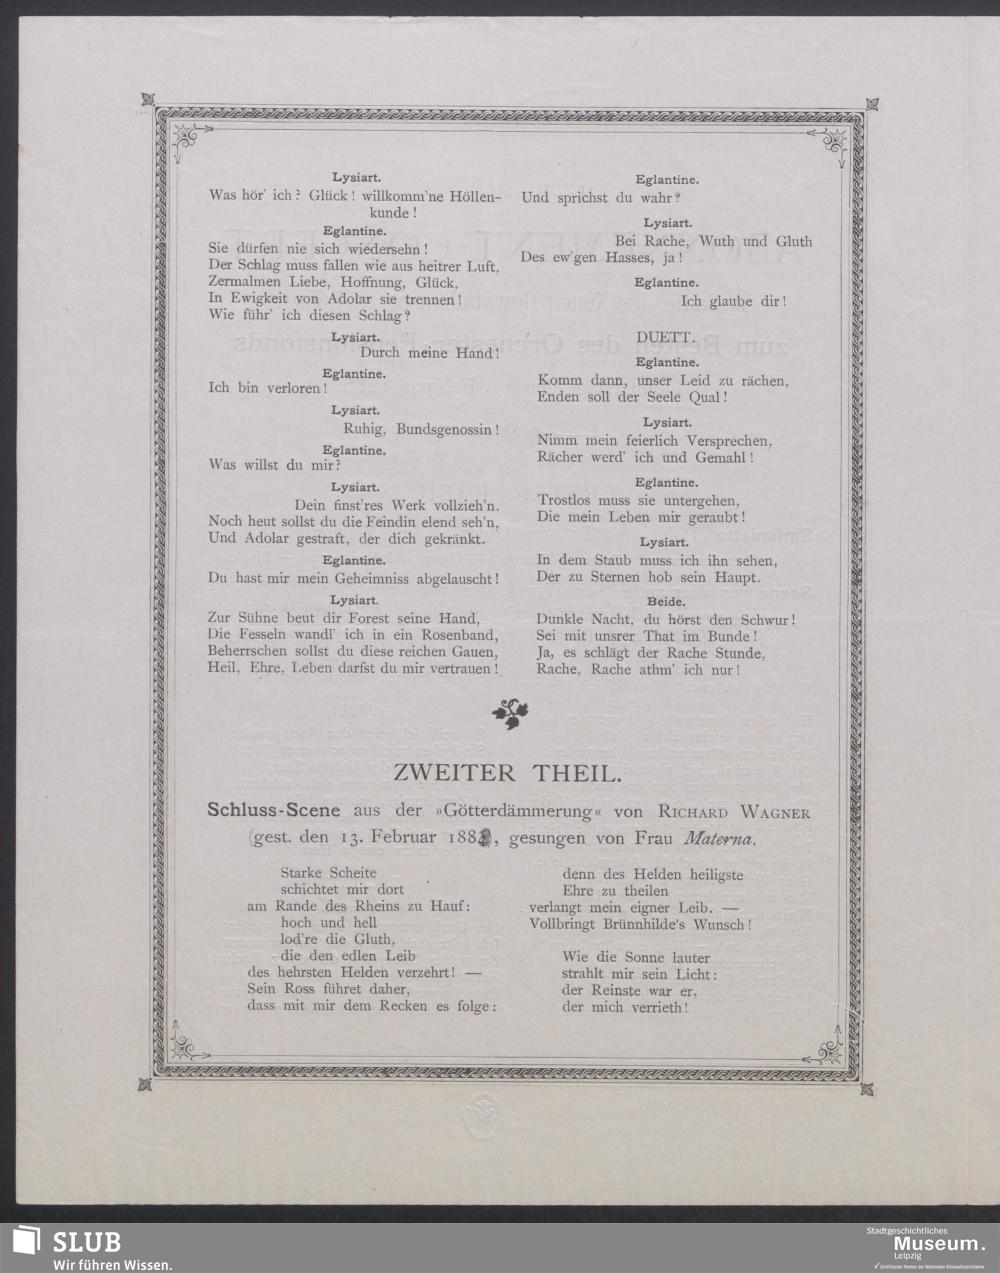 Lysiart.
Was hör' ich? Glück! willkomm'ne Höllen-
kunde!
Eglantine.
Sie dürfen nie sich wiedersehn!
Der Schlag muss fallen wie aus heitrer Luft,
Zermalmen Liebe, Hoffnung, Glück,
In Ewigkeit von Adolar sie trennen!
Wie führ' ich diesen Schlag?
Lysiart.
Durch meine Hand!
Eglantine.
Ich bin verloren!
Lysiart.
Ruhig, Bundsgenossin!
Eglantine.
Was willst du mir?
Lysiart.
Dein finst'res Werk vollzieh'n.
Noch heut sollst du die Feindin elend seh'n,
Und Adolar gestraft, der dich gekränkt.
Eglantine.
Du hast mir mein Geheimniss abgelauscht!
Lysiart.
Zur Sühne beut dir Forest seine Hand,
Die Fesseln wandl' ich in ein Rosenband,
Beherrschen sollst du diese reichen Gauen,
Heil, Ehre, Leben darfst du mir vertrauen!
Eglantine.
Und sprichst du wahr?
Lysiart.
Bei Rache, Wuth und Gluth
Des ew'gen Hasses, ja!
Eglantine.
Ich glaube dir!
DUETT.
Eglantine.
Komm dann, unser Leid zu rächen,
Enden soll der Seele Qual!
Lysiart.
Nimm mein feierlich Versprechen,
Rächer werd' ich und Gemahl!
Eglantine.
Trostlos muss sie untergehen,
Die mein Leben mir geraubt!
Lysiart.
In dem Staub muss ich ihn sehen,
Der zu Sternen hob sein Haupt.
Beide.
Dunkle Nacht, du hörst den Schwur!
Sei mit unsrer That im Bunde!
Ja, es schlägt der Rache Stunde,
Rache, Rache athm' ich nur!
ZWEITER THEIL.
Schluss-Scene aus der »Götterdämmerung« von RICHARD WAGNER
(gest. den 13. Februar 1883), gesungen von Frau Materna.
Starke Scheite
schichtet mir dort
am Rande des Rheins zu Hauf:
hoch und hell
lod're die Gluth,
die den edlen Leib
des hehrsten Helden verzehrt! —
Sein Ross führet daher,
dass mit mir dem Recken es folge:
denn des Helden heiligste
Ehre zu theilen
verlangt mein eigner Leib. —
Vollbringt Brünnhilde's Wunsch!
Wie die Sonne lauter
strahlt mir sein Licht:
der Reinste war er,
der mich verrieth!
SLUB
Wir führen Wissen.
Stadtgeschichtliches
Museum.
Leipzig
Zertifizierter Partner der Nationalen Klimaschutzinitiative